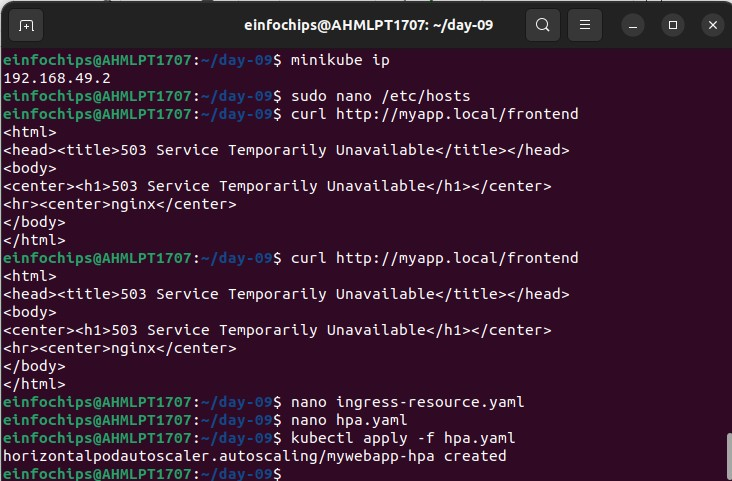 einfochips@AHMLPT1707: ~/day-09
einfochips@AHMLPT1707:~/day-09$ minikube ip
192.168.49.2
einfochips@AHMLPT1707:~/day-09$ sudo nano /etc/hosts
einfochips@AHMLPT1707:~/day-09$ curl http://myapp.local/frontend
<html>
<head><title>503 Service Temporarily Unavailable</title></head>
<body>
<center><h1>503 Service Temporarily Unavailable</h1></center>
<hr><center>nginx</center>
</body>
</html>
einfochips@AHMLPT1707:~/day-09$ curl http://myapp.local/frontend
<html>
<head><title>503 Service Temporarily Unavailable</title></head>
<body>
<center><h1>503 Service Temporarily Unavailable</h1></center>
<hr><center>nginx</center>
</body>
</html>
einfochips@AHMLPT1707:~/day-09$ nano ingress-resource.yaml
einfochips@AHMLPT1707:~/day-09$ nano hpa.yaml
einfochips@AHMLPT1707:~/day-09$ kubectl apply -f hpa.yaml
horizontalpodautoscaler.autoscaling/mywebapp-hpa created
einfochips@AHMLPT1707:~/day-09$